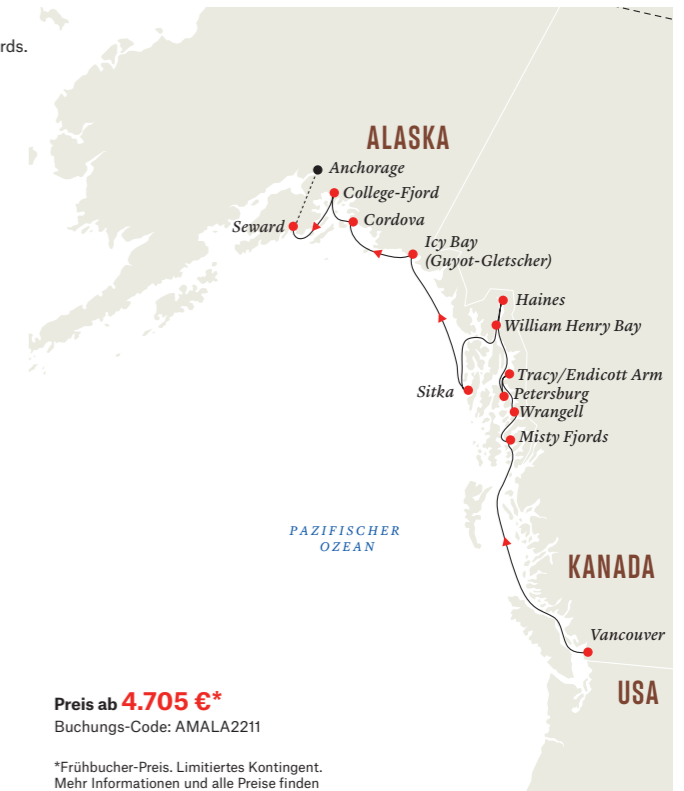 rds.
ALASKA
Anchorage
College-Fjord
Seward
Cordova
Icy Bay
(Guyot-Gletscher)
Haines
William Henry Bay
Tracy/Endicott Arm
Sitka
Petersburg
Wrangell
Misty Fjords
PAZIFISCHER
OZEAN
KANADA
Vancouver
USA
Preis ab 4.705 €*
Buchungs-Code: AMALA2211
*Frühbucher-Preis. Limitiertes Kontingent.
Mehr Informationen und alle Preise finden